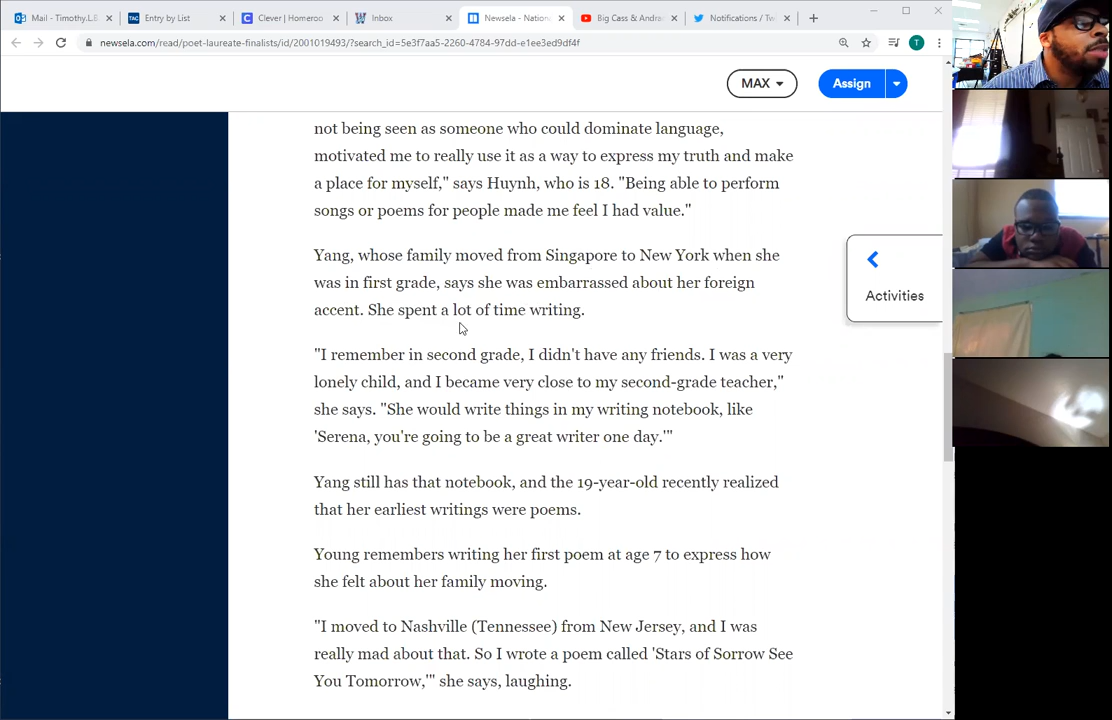 Mail - Timothy.L.B
Entry by List
Clever | Homeroo
Inbox
Newsela - Nation
Big Cass & Andra
Notifications / Tw
newsela.com/read/poet-laureate-finalists/id/2001019493/?search_id=5e3f7aa5-2260-4784-97dd-e1ee3ed9df4f
T
MAX
Assign
not being seen as someone who could dominate language,
motivated me to really use it as a way to express my truth and make
a place for myself," says Huynh, who is 18. "Being able to perform
songs or poems for people made me feel I had value."
Yang, whose family moved from Singapore to New York when she
was in first grade, says she was embarrassed about her foreign
accent. She spent a lot of time writing.
Activities
"I remember in second grade, I didn't have any friends. I was a very
lonely child, and I became very close to my second-grade teacher,"
she says. "She would write things in my writing notebook, like
'Serena, you're going to be a great writer one day.'"
Yang still has that notebook, and the 19-year-old recently realized
that her earliest writings were poems.
Young remembers writing her first poem at age 7 to express how
she felt about her family moving.
"I moved to Nashville (Tennessee) from New Jersey, and I was
really mad about that. So I wrote a poem called 'Stars of Sorrow See
You Tomorrow,'" she says, laughing.